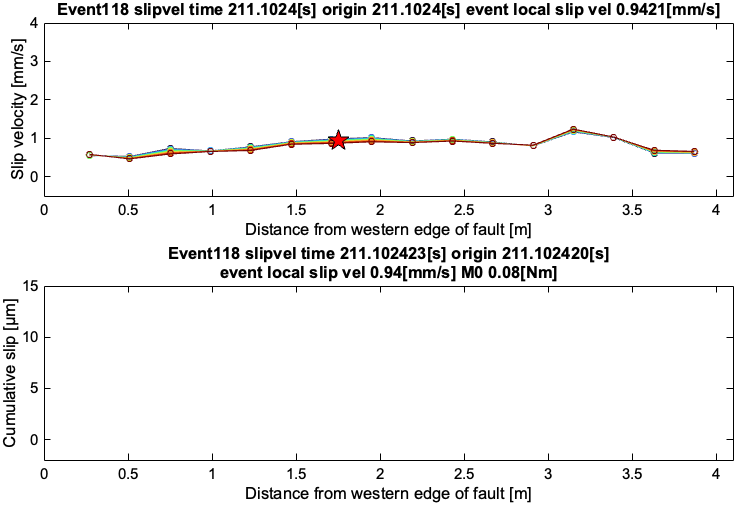 Event118 slipvel time 211.1024[s] origin 211.1024[s] event local slip vel 0.9421[mm/s]
4
3
2
1
0
Slip velocity [mm/s]
0 0.5 1 1.5 2 2.5 3 3.5 4
Distance from western edge of fault [m]
Event118 slipvel time 211.102423[s] origin 211.102420[s]
event local slip vel 0.94[mm/s] M0 0.08[Nm]
15
10
5
0
Cumulative slip [μm]
0 0.5 1 1.5 2 2.5 3 3.5 4
Distance from western edge of fault [m]